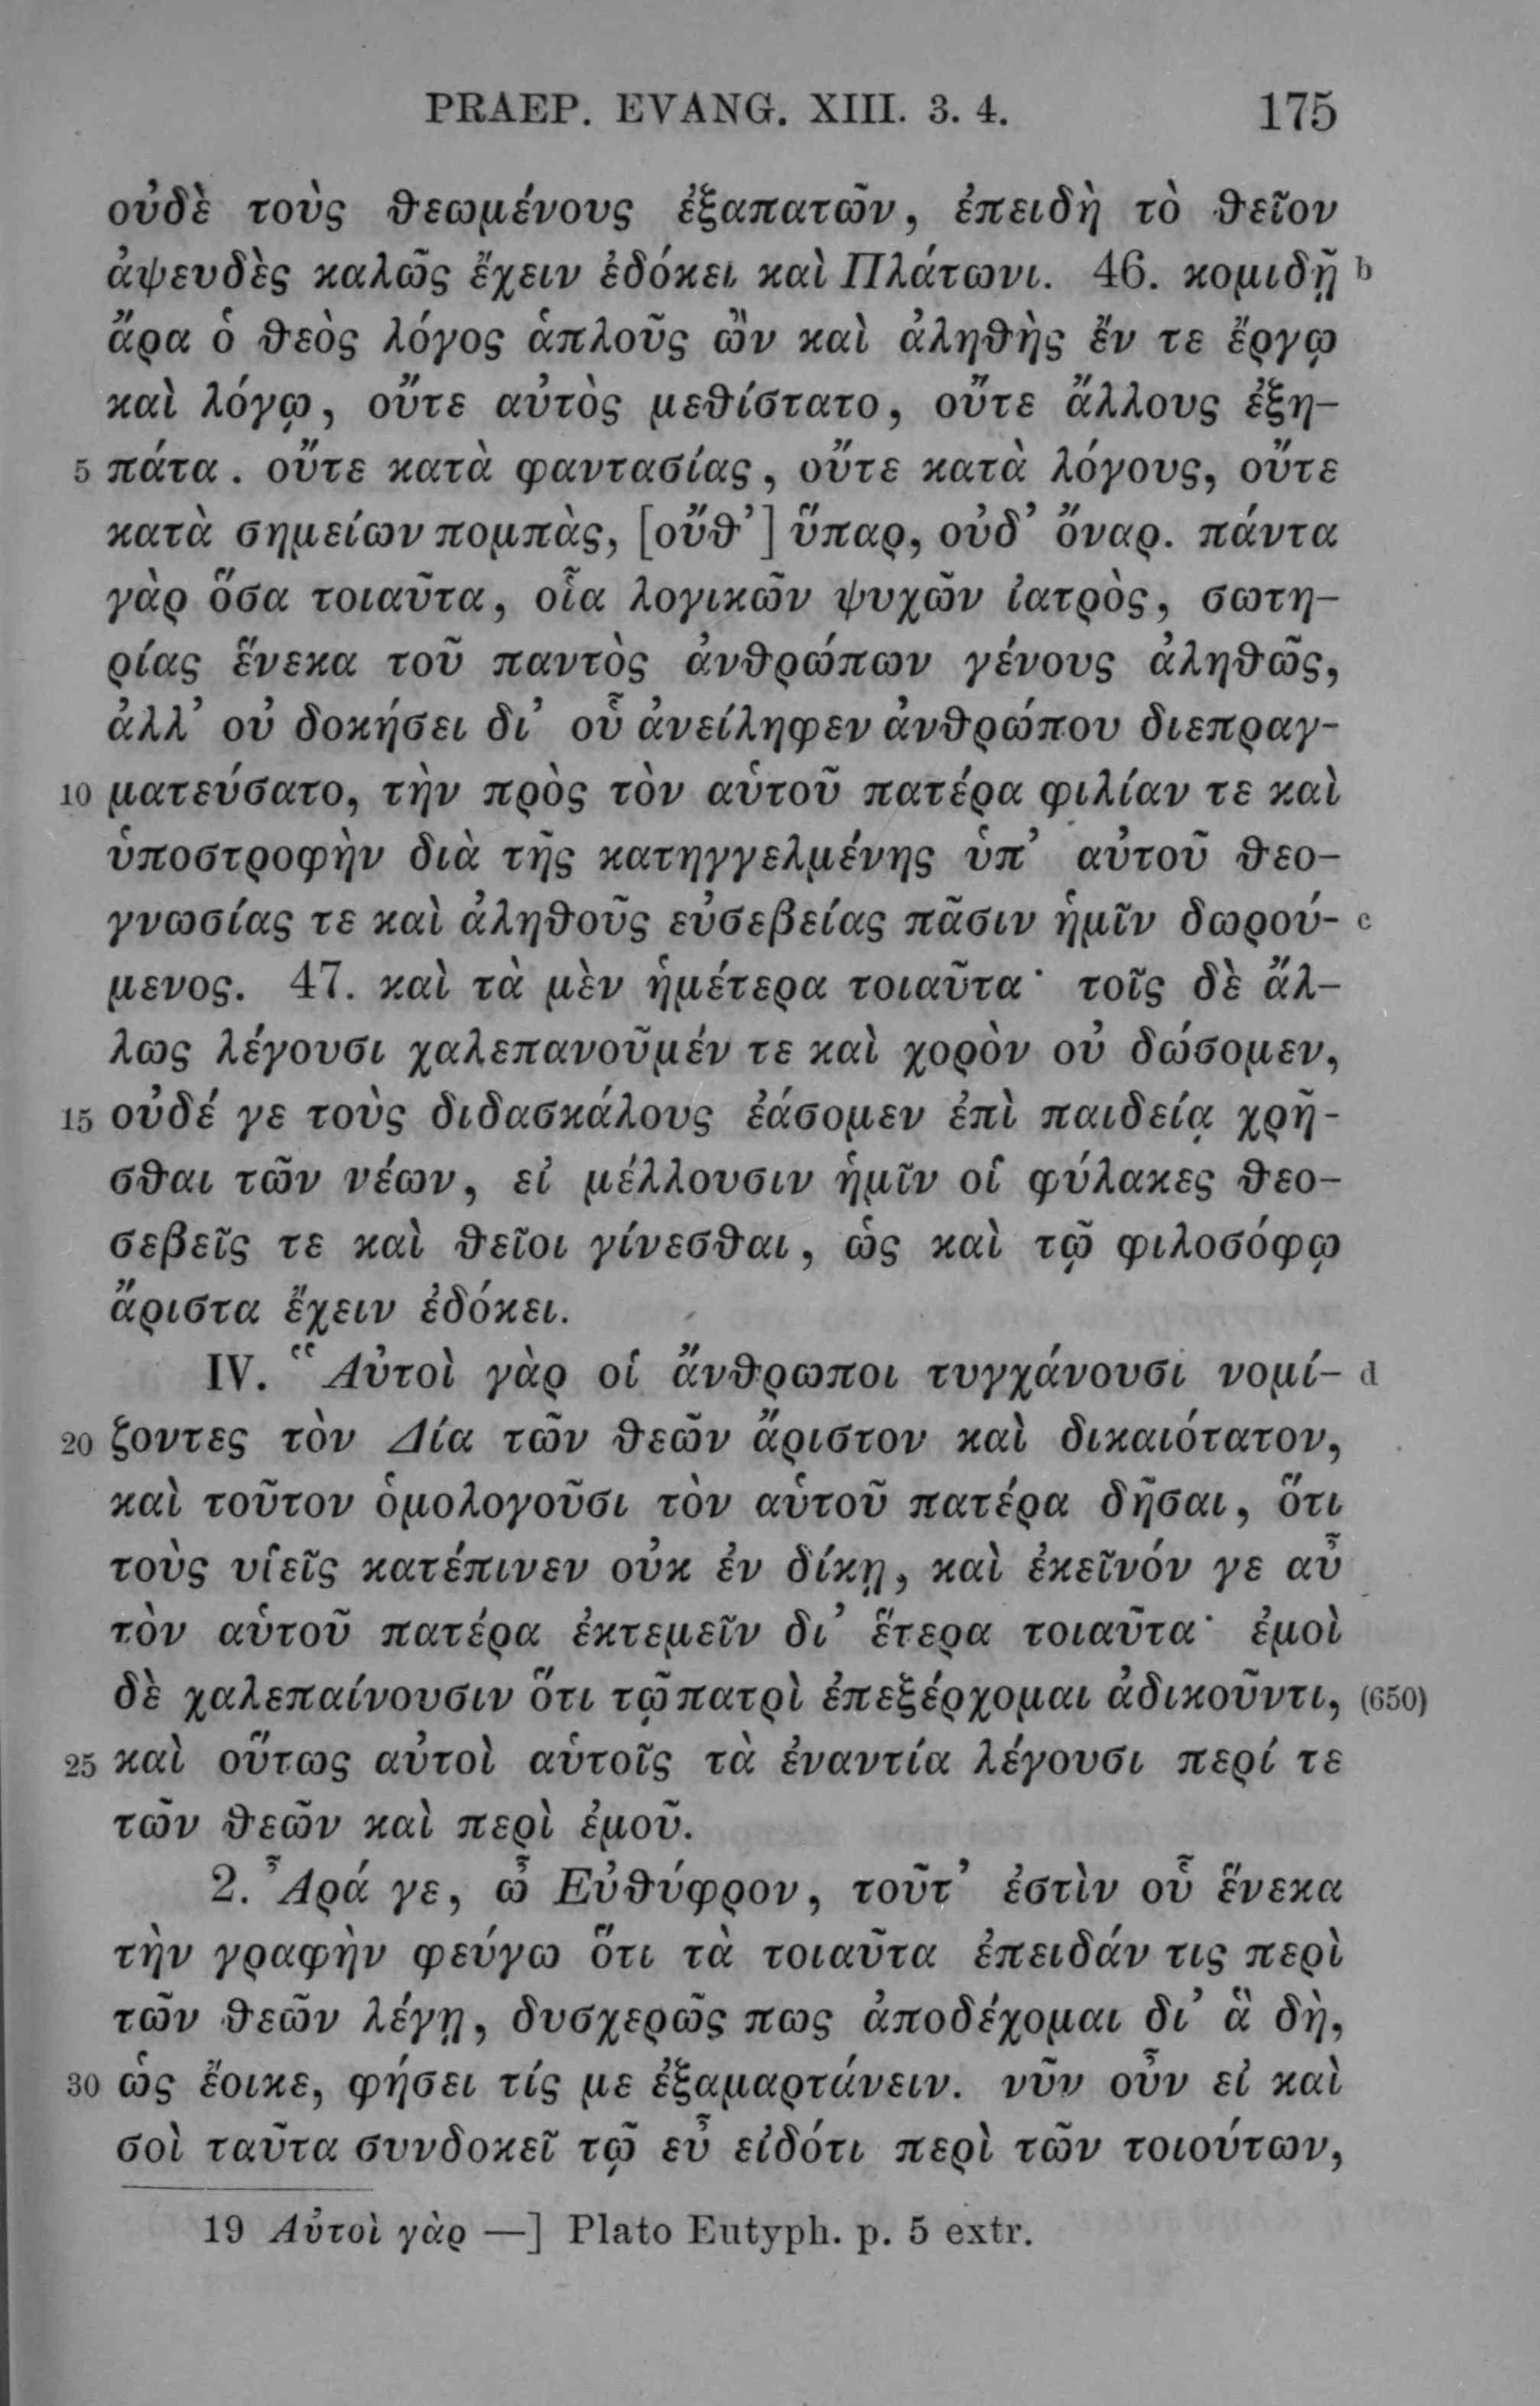 PRAEP. EVANG. XIII. 3. 4. 175
οὐδὲ τοὺς θεωμένους ἐξαπατῶν, ἐπειδὴ τὸ θεῖον
ἀψευδὲς καλῶς ἔχειν ἐδόκει καὶ Πλάτωνι. 46. κομιδῇ b
ἄρα ὁ θεὸς λόγος ἁπλοῦς ὢν καὶ ἀληθὴς ἔν τε ἔργῳ
καὶ λόγῳ, οὔτε αὐτὸς μεθίστατο, οὔτε ἄλλους ἐξη-
5 πάτα. οὔτε κατὰ φαντασίας, οὔτε κατὰ λόγους, οὔτε
κατὰ σημείων πομπὰς, [οὔθ’] ὕπαρ, οὐδ’ ὄναρ. πάντα
γὰρ ὅσα τοιαῦτα, οἷα λογικῶν ψυχῶν ἰατρὸς, σωτη-
ρίας ἕνεκα τοῦ παντὸς ἀνθρώπων γένους ἀληθῶς,
ἀλλ’ οὐ δοκήσει δι’ οὗ ἀνείληφεν ἀνθρώπου διεπραγ-
10 ματεύσατο, τὴν πρὸς τὸν αὑτοῦ πατέρα φιλίαν τε καὶ
ὑποστροφὴν διὰ τῆς κατηγγελμένης ὑπ’ αὐτοῦ θεο-
γνωσίας τε καὶ ἀληθοῦς εὐσεβείας πᾶσιν ἡμῖν δωρού- c
μενος. 47. καὶ τὰ μὲν ἡμέτερα τοιαῦτα· τοῖς δὲ ἄλ-
λως λέγουσι χαλεπανοῦμέν τε καὶ χορὸν οὐ δώσομεν,
15 οὐδέ γε τοὺς διδασκάλους ἐάσομεν ἐπὶ παιδείᾳ χρῆ-
σθαι τῶν νέων, εἰ μέλλουσιν ἡμῖν οἱ φύλακες θεο-
σεβεῖς τε καὶ θεῖοι γίνεσθαι, ὡς καὶ τῷ φιλοσόφῳ
ἄριστα ἔχειν ἐδόκει.
IV. “Αὐτοὶ γὰρ οἱ ἄνθρωποι τυγχάνουσι νομί- d
20 ζοντες τὸν Δία τῶν θεῶν ἄριστον καὶ δικαιότατον,
καὶ τοῦτον ὁμολογοῦσι τὸν αὑτοῦ πατέρα δῆσαι, ὅτι
τοὺς υἱεῖς κατέπινεν οὐκ ἐν δίκῃ, καὶ ἐκεῖνόν γε αὖ
τὸν αὑτοῦ πατέρα ἐκτεμεῖν δι’ ἕτερα τοιαῦτα· ἐμοὶ
δὲ χαλεπαίνουσιν ὅτι τῷ πατρὶ ἐπεξέρχομαι ἀδικοῦντι, (650)
25 καὶ οὕτως αὐτοὶ αὑτοῖς τὰ ἐναντία λέγουσι περί τε
τῶν θεῶν καὶ περὶ ἐμοῦ.
2. Ἆρά γε, ὦ Εὐθύφρον, τοῦτ’ ἐστὶν οὗ ἕνεκα
τὴν γραφὴν φεύγω ὅτι τὰ τοιαῦτα ἐπειδάν τις περὶ
τῶν θεῶν λέγῃ, δυσχερῶς πως ἀποδέχομαι δι’ ἃ δὴ,
30 ὡς ἔοικε, φήσει τίς με ἐξαμαρτάνειν. νῦν οὖν εἰ καὶ
σοὶ ταῦτα συνδοκεῖ τῷ εὖ εἰδότι περὶ τῶν τοιούτων,
19 Αὐτοὶ γὰρ —] Plato Eutyph. p. 5 extr.